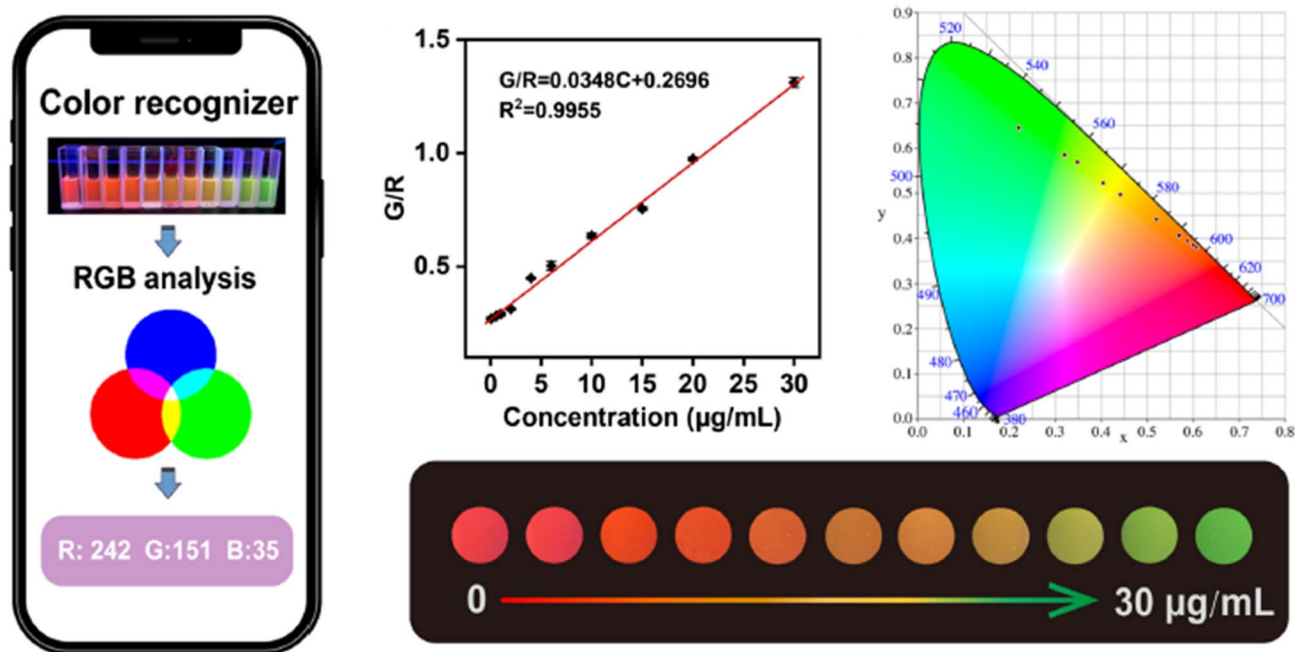 Color recognizer
RGB analysis
R: 242 G:151 B:35
1.5
1.0
0.5
G/R
G/R=0.0348C+0.2696
R²=0.9955
0 5 10 15 20 25 30
Concentration (µg/mL)
0.9
0.8
0.7
0.6
0.5
0.4
0.3
0.2
0.1
0.0
y
520
540
560
580
600
620
700
500
490
480
470
460
380
0.0 0.1 0.2 0.3 0.4 0.5 0.6 0.7 0.8
x
0 30 µg/mL